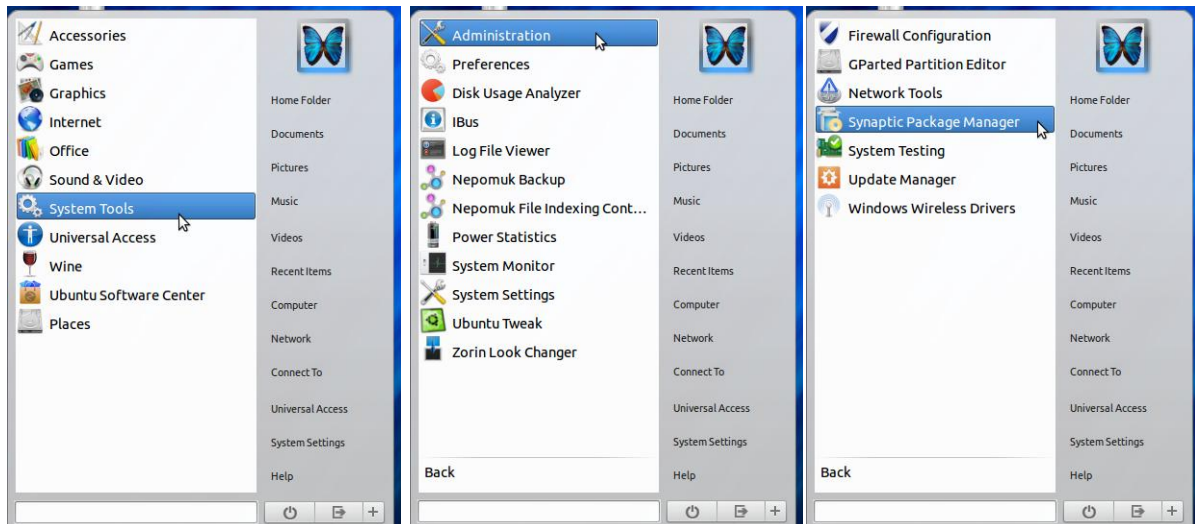 Accessories
Games
Graphics
Internet
Office
Sound & Video
System Tools
Universal Access
Wine
Ubuntu Software Center
Places
Home Folder
Documents
Pictures
Music
Videos
Recent Items
Computer
Network
Connect To
Universal Access
System Settings
Help
Administration
Preferences
Disk Usage Analyzer
IBus
Log File Viewer
Nepomuk Backup
Nepomuk File Indexing Cont...
Power Statistics
System Monitor
System Settings
Ubuntu Tweak
Zorin Look Changer
Back
Home Folder
Documents
Pictures
Music
Videos
Recent Items
Computer
Network
Connect To
Universal Access
System Settings
Help
Firewall Configuration
GParted Partition Editor
Network Tools
Synaptic Package Manager
System Testing
Update Manager
Windows Wireless Drivers
Back
Home Folder
Documents
Pictures
Music
Videos
Recent Items
Computer
Network
Connect To
Universal Access
System Settings
Help